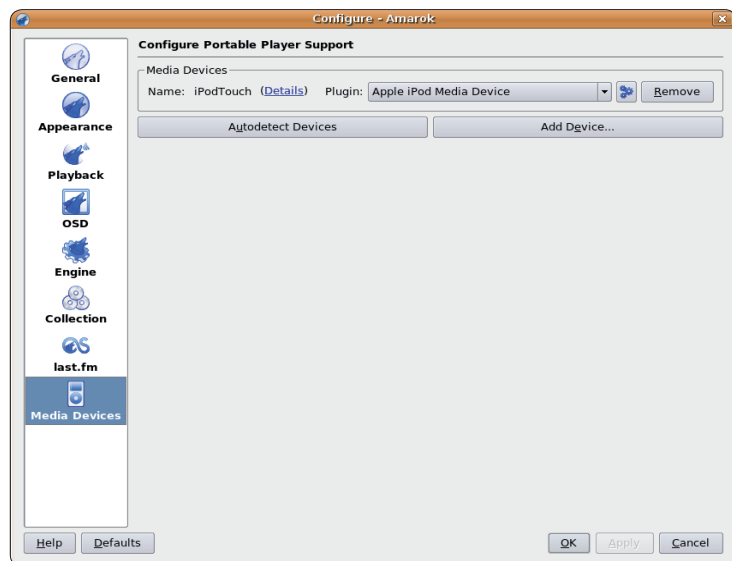 Configure - Amarok
General
Appearance
Playback
OSD
Engine
Collection
last.fm
Media Devices
Configure Portable Player Support
Media Devices
Name: iPodTouch (Details) Plugin: Apple iPod Media Device Remove
Autodetect Devices Add Device...
Help Defaults OK Apply Cancel